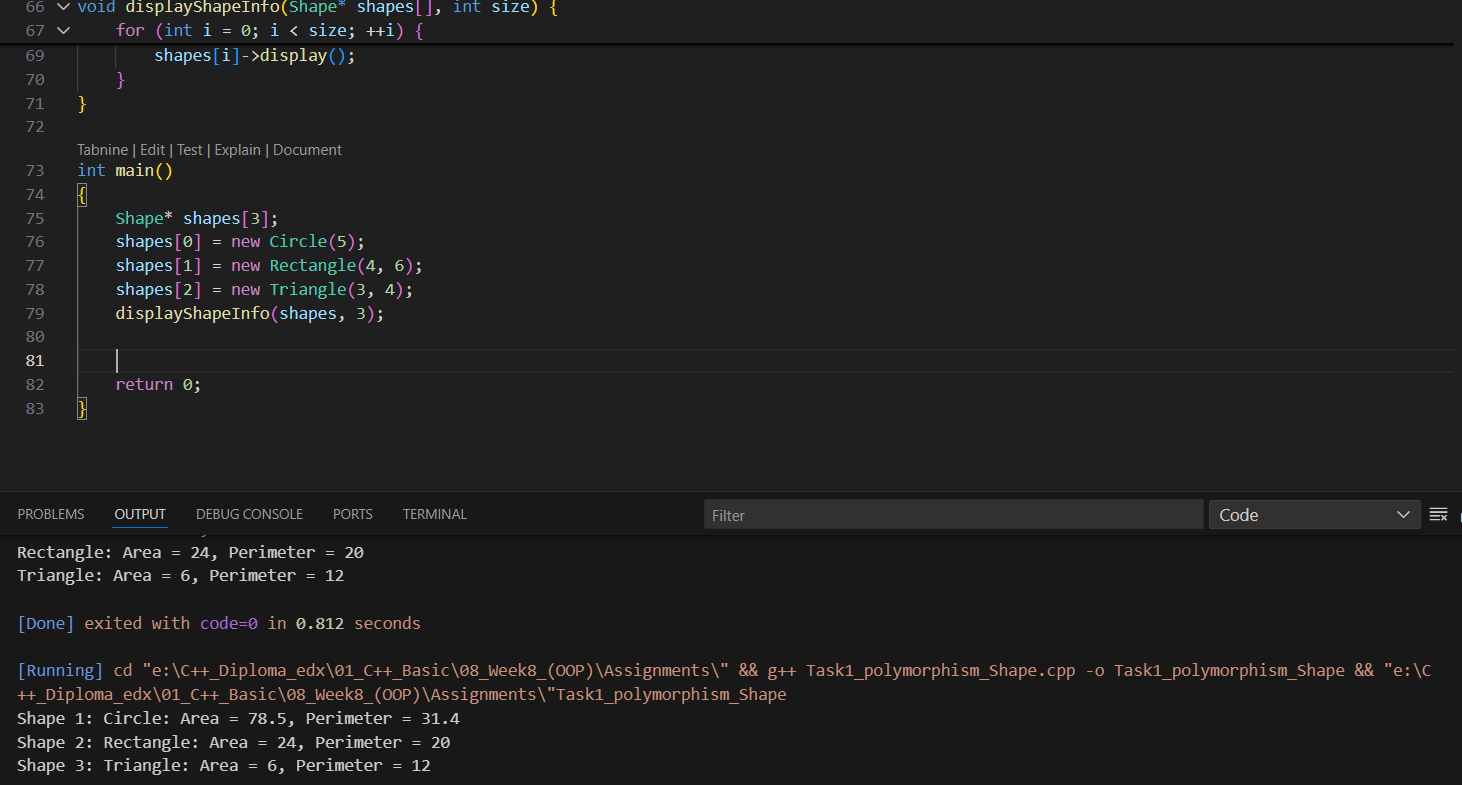 66 void displayShapeInfo(Shape* shapes[], int size) {
67 for (int i = 0; i < size; ++i) {
69 shapes[i]->display();
70 }
71 }
72
Tabnine | Edit | Test | Explain | Document
73 int main()
74 {
75 Shape* shapes[3];
76 shapes[0] = new Circle(5);
77 shapes[1] = new Rectangle(4, 6);
78 shapes[2] = new Triangle(3, 4);
79 displayShapeInfo(shapes, 3);
80
81
82 return 0;
83 }
PROBLEMS OUTPUT DEBUG CONSOLE PORTS TERMINAL Filter Code
Rectangle: Area = 24, Perimeter = 20
Triangle: Area = 6, Perimeter = 12
[Done] exited with code=0 in 0.812 seconds
[Running] cd "e:\C++_Diploma_edx\01_C++_Basic\08_Week8_(OOP)\Assignments\" && g++ Task1_polymorphism_Shape.cpp -o Task1_polymorphism_Shape && "e:\C
++_Diploma_edx\01_C++_Basic\08_Week8_(OOP)\Assignments\"Task1_polymorphism_Shape
Shape 1: Circle: Area = 78.5, Perimeter = 31.4
Shape 2: Rectangle: Area = 24, Perimeter = 20
Shape 3: Triangle: Area = 6, Perimeter = 12